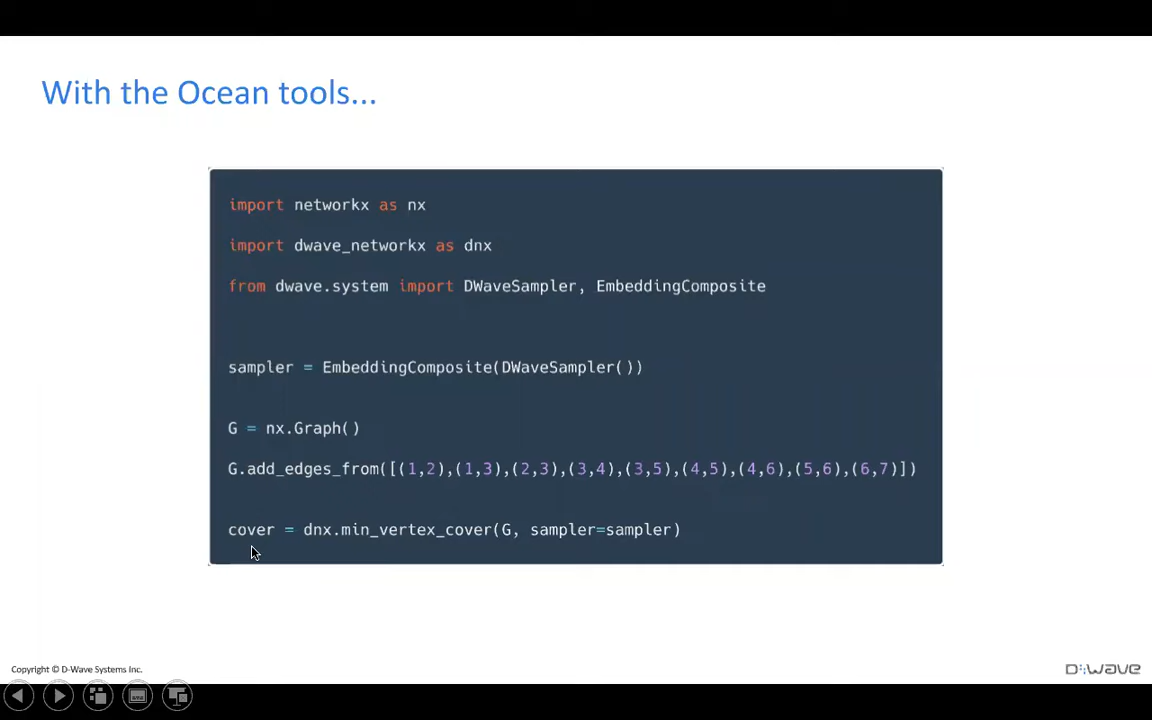 With the Ocean tools...
import networkx as nx
import dwave_networkx as dnx
from dwave.system import DWaveSampler, EmbeddingComposite
sampler = EmbeddingComposite(DWaveSampler())
G = nx.Graph()
G.add_edges_from([(1,2),(1,3),(2,3),(3,4),(3,5),(4,5),(4,6),(5,6),(6,7)])
cover = dnx.min_vertex_cover(G, sampler=sampler)
Copyright © D-Wave Systems Inc.
D:wave